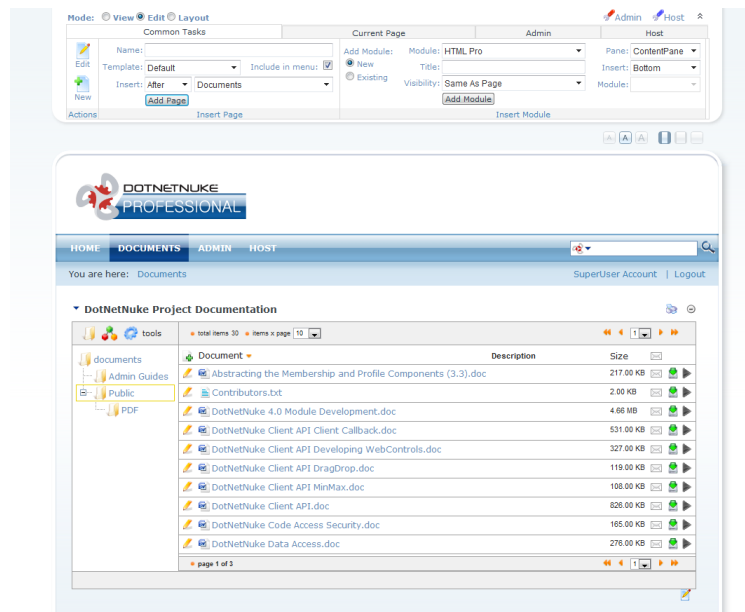 Mode: View Edit Layout Admin Host
Common Tasks Current Page Admin Host
Name: Add Module: Module: HTML Pro Pane: ContentPane
Edit Template: Default Include in menu: New Title: Insert: Bottom
Insert: After Documents Existing Visibility: Same As Page Module:
New Add Page Add Module
Actions Insert Page Insert Module
A A A
DOTNETNUKE
PROFESSIONAL
HOME DOCUMENTS ADMIN HOST
You are here: Documents SuperUser Account | Logout
DotNetNuke Project Documentation
tools total items 30 items x page 10 1
documents Document Description Size
Admin Guides Abstracting the Membership and Profile Components (3.3).doc 217.00 KB
Public Contributors.txt 2.00 KB
PDF DotNetNuke 4.0 Module Development.doc 4.66 MB
DotNetNuke Client API Client Callback.doc 531.00 KB
DotNetNuke Client API Developing WebControls.doc 327.00 KB
DotNetNuke Client API DragDrop.doc 119.00 KB
DotNetNuke Client API MinMax.doc 108.00 KB
DotNetNuke Client API.doc 826.00 KB
DotNetNuke Code Access Security.doc 165.00 KB
DotNetNuke Data Access.doc 276.00 KB
page 1 of 3 1